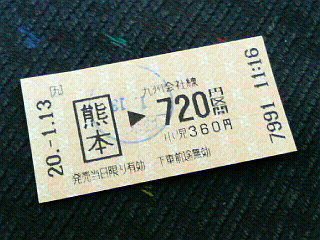 九州会社線
熊本 ▶ 720円区間
小児360円
発売当日限り有効 下車前途無効
20.-1.13
7991 11:16